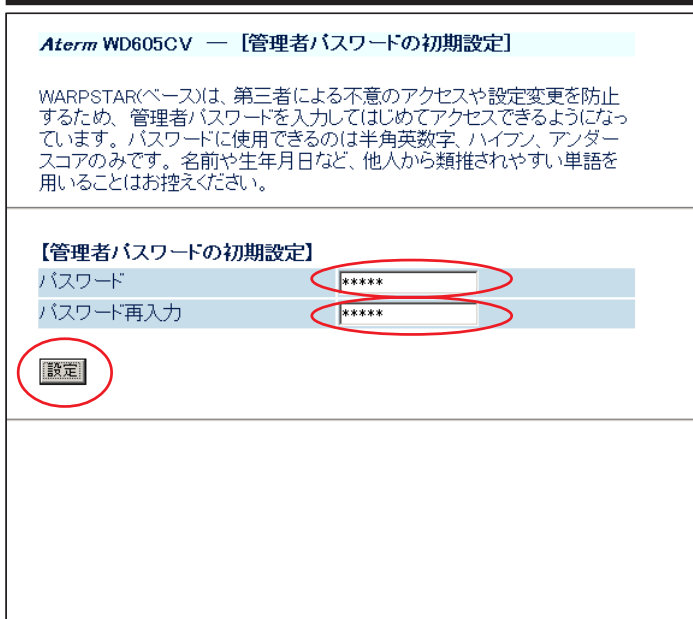 Aterm WD605CV ― [管理者パスワードの初期設定]
WARPSTAR(ベース)は、第三者による不意のアクセスや設定変更を防止
するため、管理者パスワードを入力してはじめてアクセスできるようになっ
ています。パスワードに使用できるのは半角英数字、ハイフン、アンダー
スコアのみです。名前や生年月日など、他人から類推されやすい単語を
用いることはお控えください。
【管理者パスワードの初期設定】
パスワード *****
パスワード再入力 *****
設定